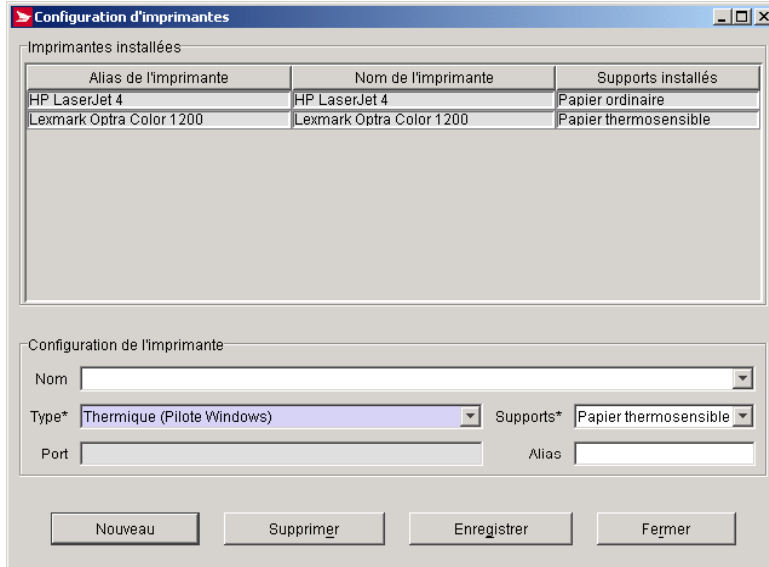 Configuration d'imprimantes
Imprimantes installées
Alias de l'imprimante Nom de l'imprimante Supports installés
HP LaserJet 4 HP LaserJet 4 Papier ordinaire
Lexmark Optra Color 1200 Lexmark Optra Color 1200 Papier thermosensible
Configuration de l'imprimante
Nom
Type* Thermique (Pilote Windows) Supports* Papier thermosensible
Port Alias
Nouveau Supprimer Enregistrer Fermer